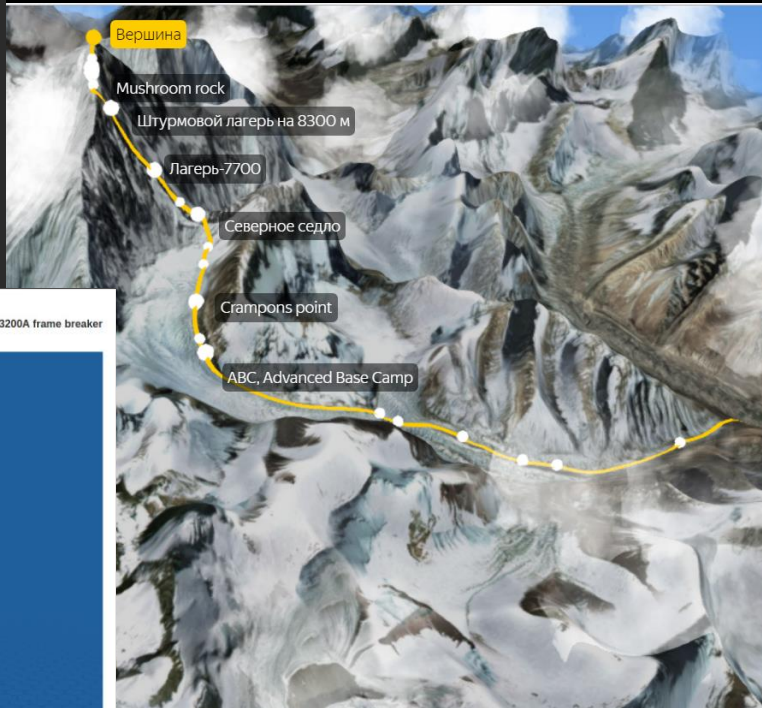 Вершина
Mushroom rock
Штурмовой лагерь на 8300 м
Лагерь-7700
Северное седло
Crampons point
3200A frame breaker
ABC, Advanced Base Camp